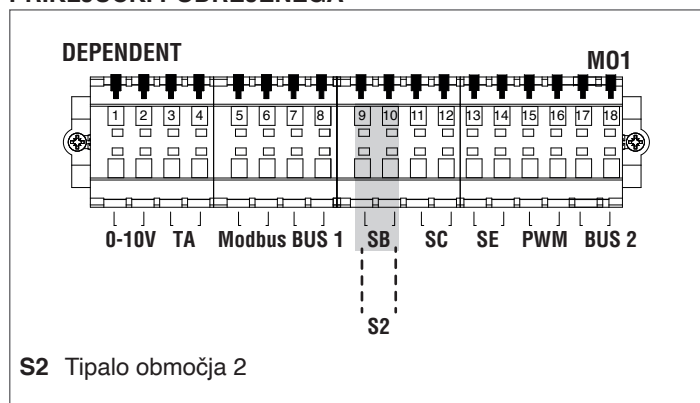 DEPENDENT
M01
1 2 3 4 5 6 7 8 9 10 11 12 13 14 15 16 17 18
0-10V TA Modbus BUS 1 SB SC SE PWM BUS 2
S2
S2 Tipalo območja 2